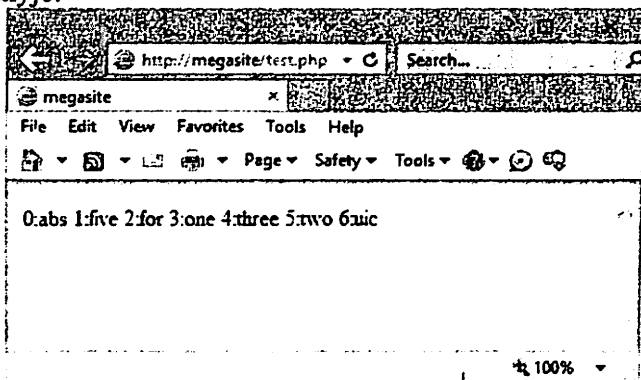 http://megasite/test.php
Search...
megasite
File Edit View Favorites Tools Help
Page Safety Tools
0:abs 1:five 2:for 3:one 4:three 5:two 6:uic
100%